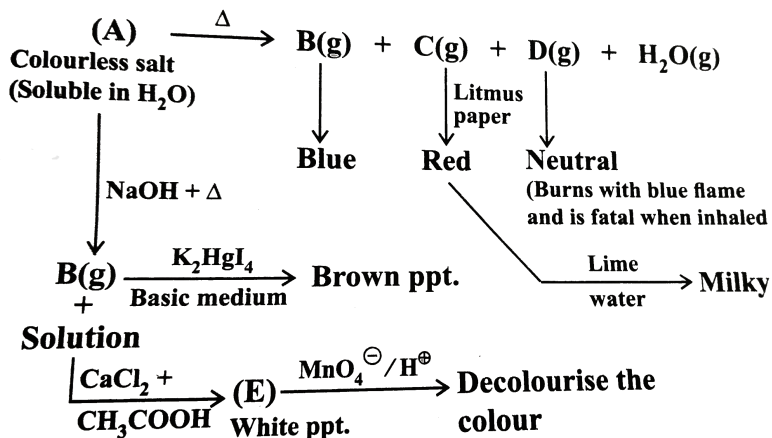 (A)
Δ
B(g) + C(g) + D(g) + H₂O(g)
Colourless salt
(Soluble in H₂O)
Litmus
paper
Blue
Red
Neutral
(Burns with blue flame
and is fatal when inhaled
NaOH + Δ
B(g)
K₂HgI₄
Basic medium
Brown ppt.
Lime
water
Milky
+
Solution
CaCl₂ +
CH₃COOH
(E)
White ppt.
MnO₄⊖/H⊕
Decolourise the
colour